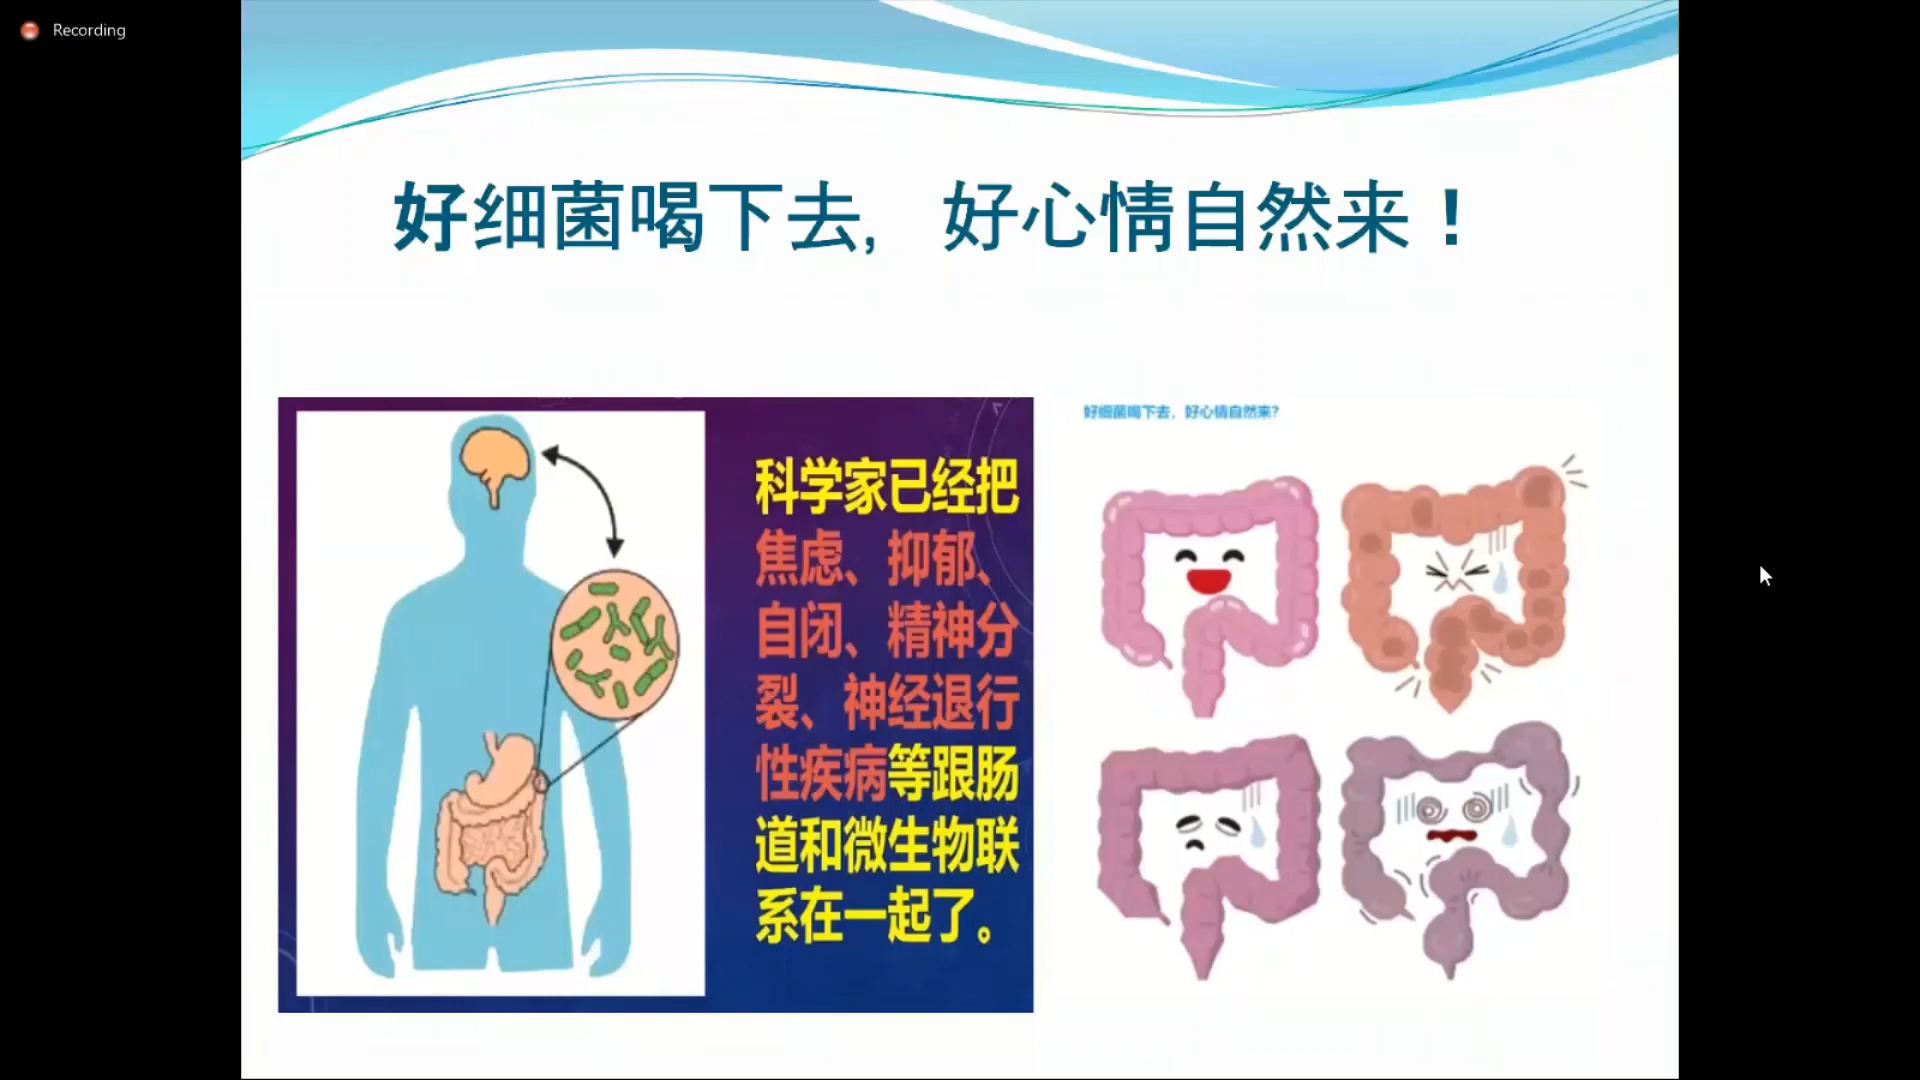 Recording
好细菌喝下去，好心情自然来！
科学家已经把
焦虑、抑郁、
自闭、精神分
裂、神经退行
性疾病等跟肠
道和微生物联
系在一起了。
好细菌喝下去，好心情自然来?